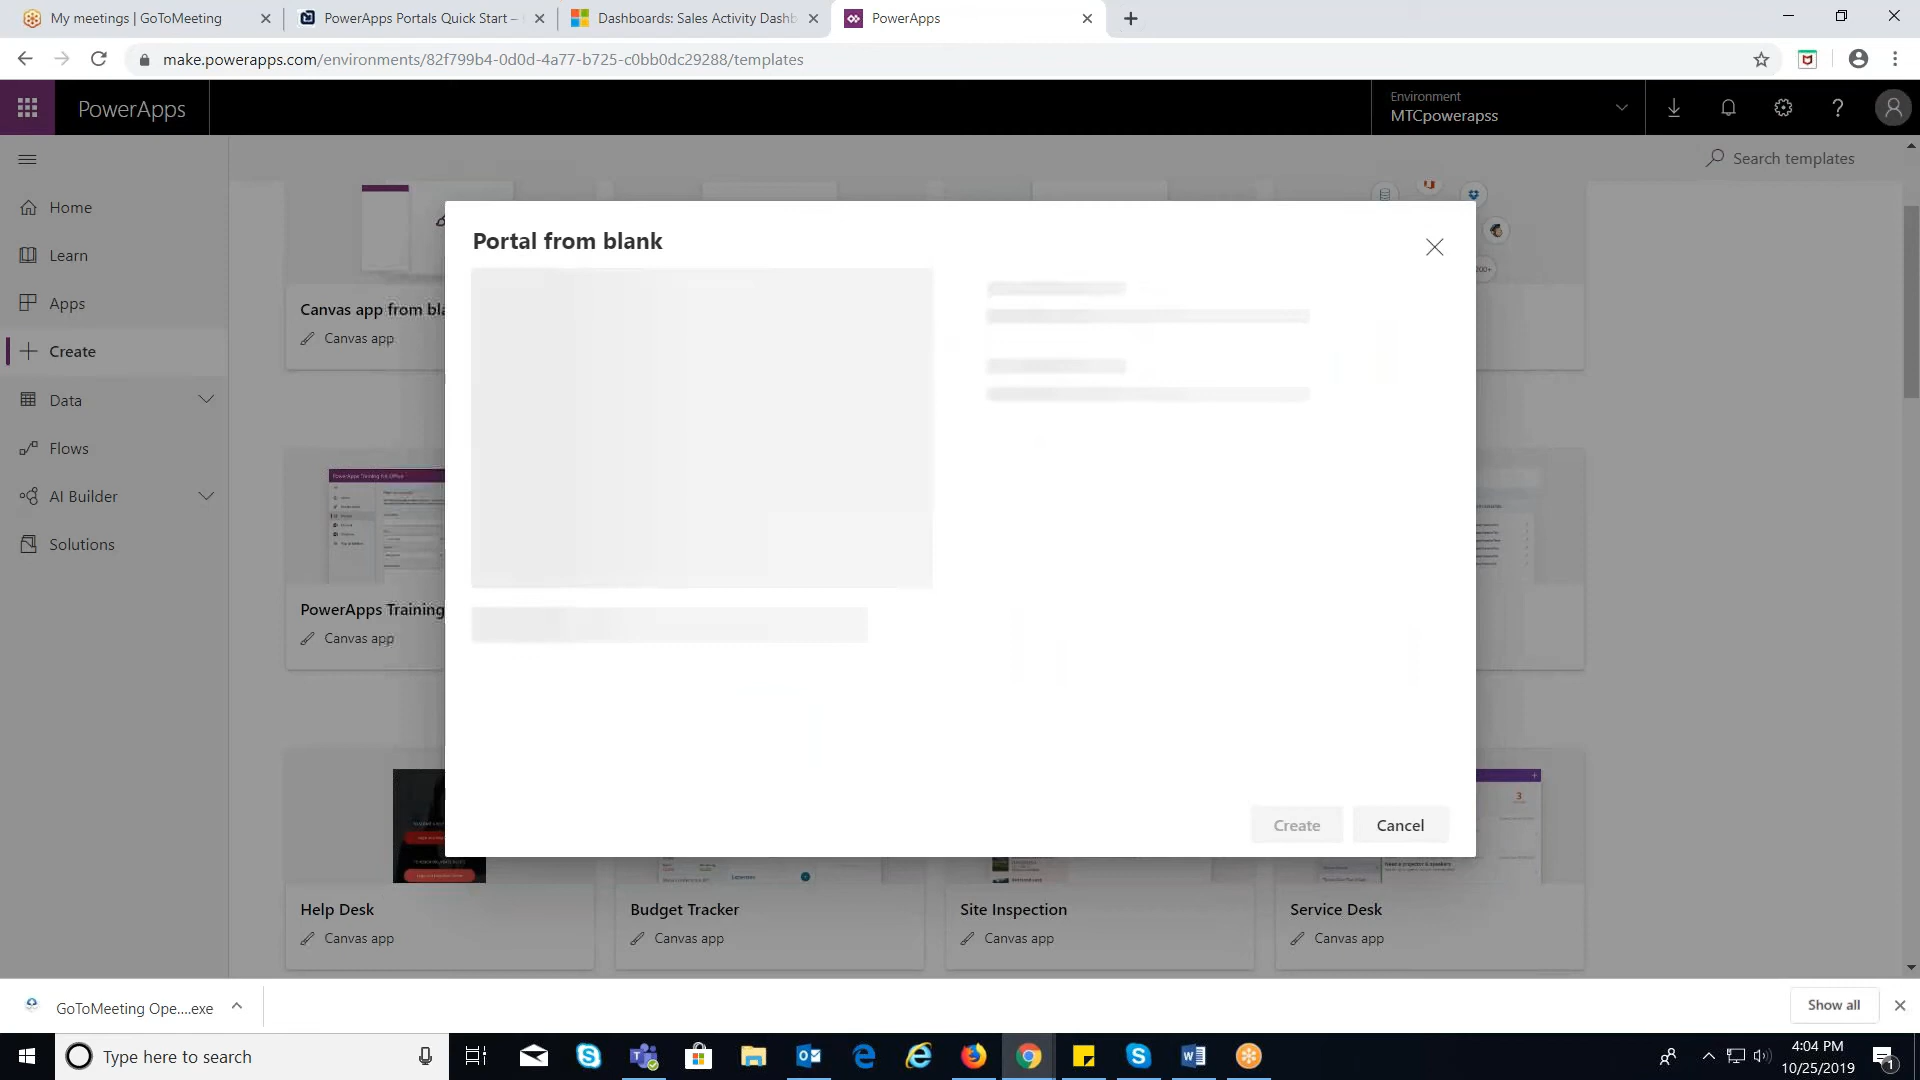 My meetings | GoToMeeting
PowerApps Portals Quick Start –
Dashboards: Sales Activity Dashb
PowerApps
make.powerapps.com/environments/82f799b4-0d0d-4a77-b725-c0bb0dc29288/templates
PowerApps
Environment
MTCpowerapss
Search templates
Home
Learn
Apps
Create
Data
Flows
AI Builder
Solutions
Portal from blank
Canvas app from bla
Canvas app
PowerApps Training
Canvas app
Create
Cancel
Help Desk
Canvas app
Budget Tracker
Canvas app
Site Inspection
Canvas app
Service Desk
Canvas app
GoToMeeting Ope....exe
Show all
Type here to search
4:04 PM
10/25/2019
1